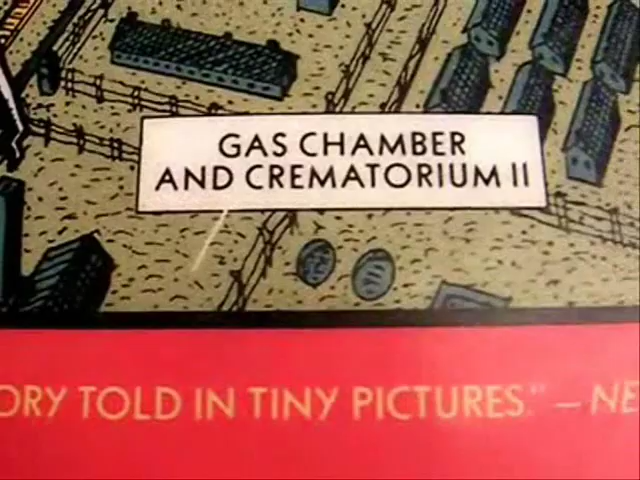 GAS CHAMBER
AND CREMATORIUM II
TOLD IN TINY PICTURES." –